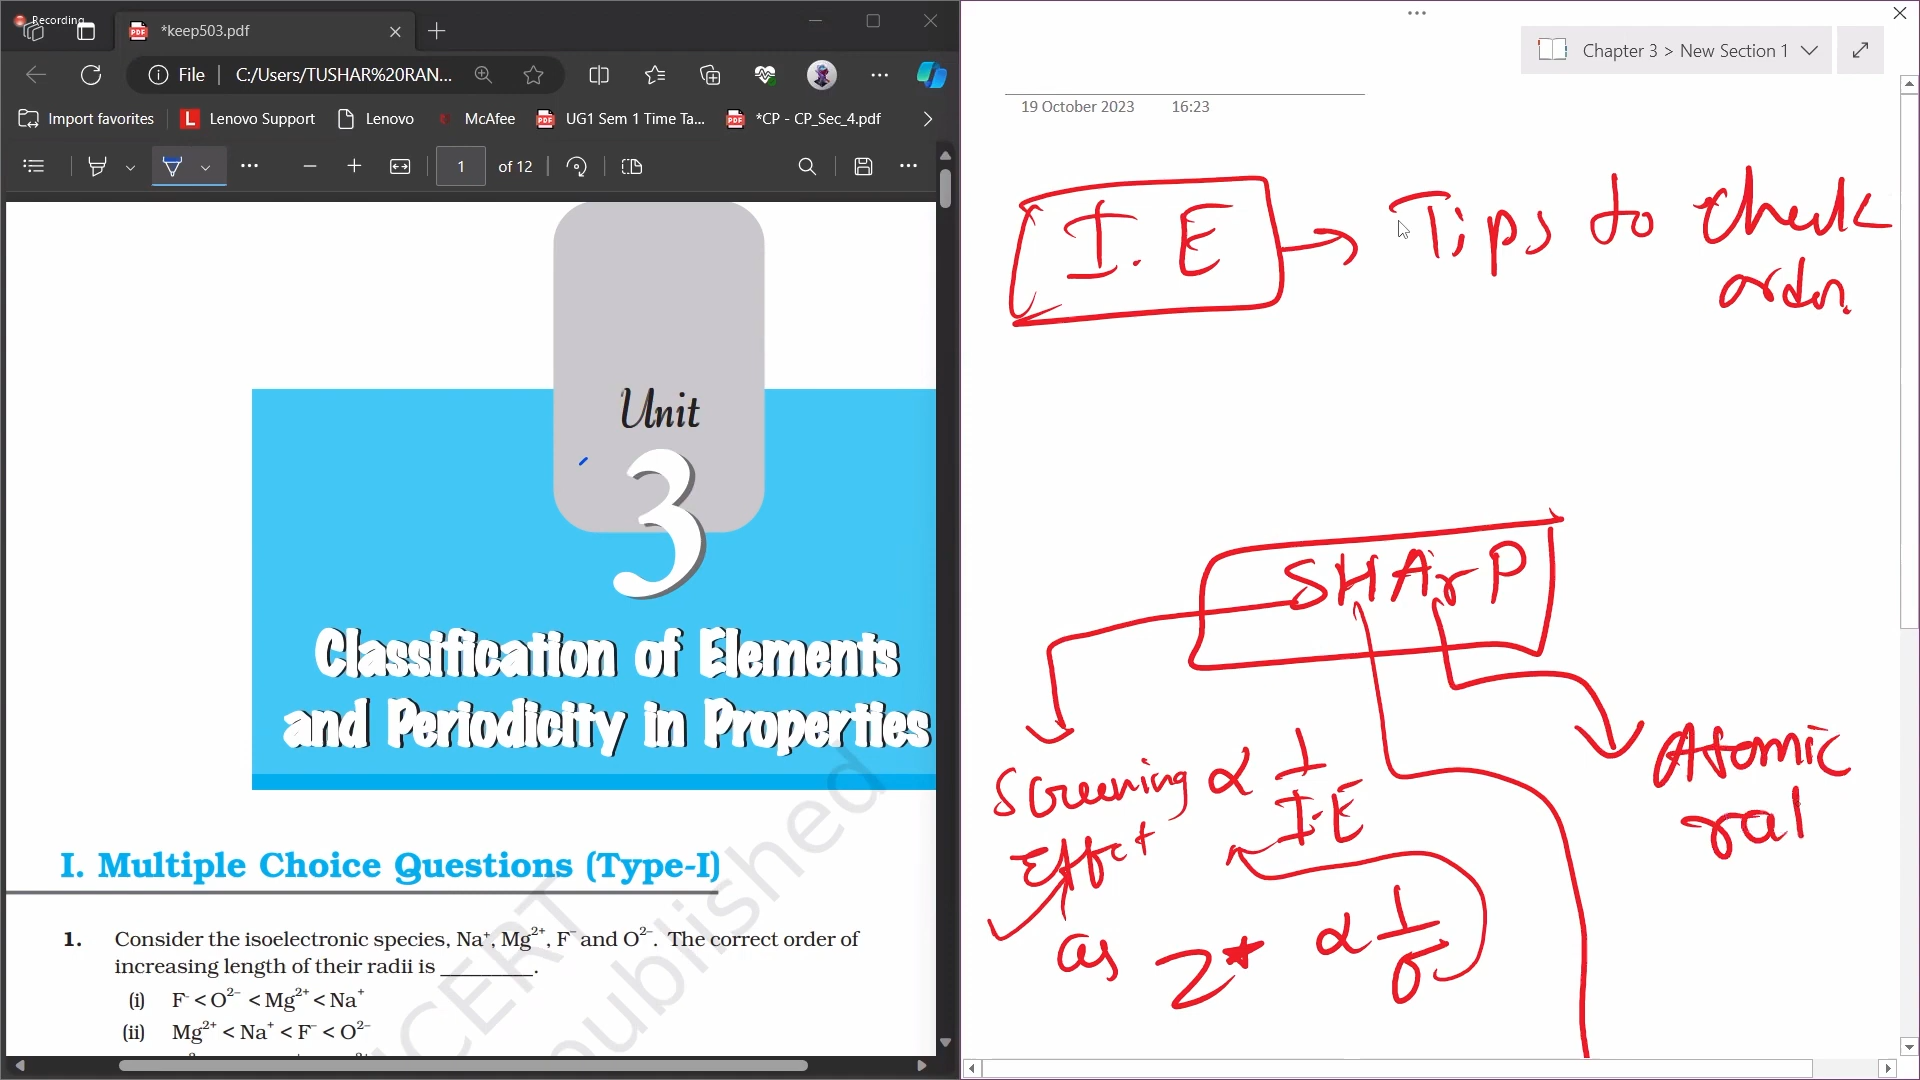 Recording
*keep503.pdf
File
C:/Users/TUSHAR%20RAN...
Import favorites
Lenovo Support
Lenovo
McAfee
UG1 Sem 1 Time Ta...
*CP - CP_Sec_4.pdf
1 of 12
Unit
3
Classification of Elements
and Periodicity in Properties
I. Multiple Choice Questions (Type-I)
1. Consider the isoelectronic species, Na⁺, Mg²⁺, F⁻ and O²⁻. The correct order of
increasing length of their radii is ________.
(i) F⁻ < O²⁻ < Mg²⁺ < Na⁺
(ii) Mg²⁺ < Na⁺ < F⁻ < O²⁻
Chapter 3 > New Section 1
19 October 2023 16:23
I.E → Tips to check
order.
SHArP
Screening ∝ 1/I.E
Effect
as Z* ∝ 1/σ
Atomic